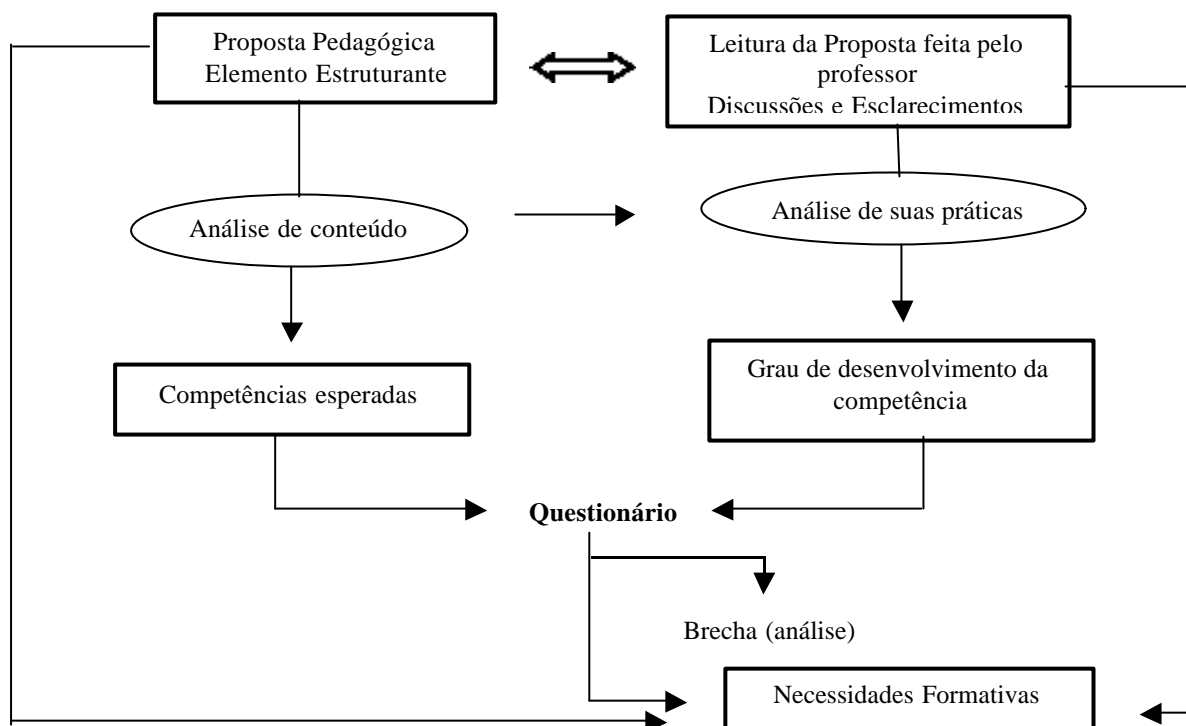 Proposta Pedagógica
Elemento Estruturante
Leitura da Proposta feita pelo
professor
Discussões e Esclarecimentos
Análise de conteúdo
Análise de suas práticas
Competências esperadas
Grau de desenvolvimento da
competência
Questionário
Brecha (análise)
Necessidades Formativas